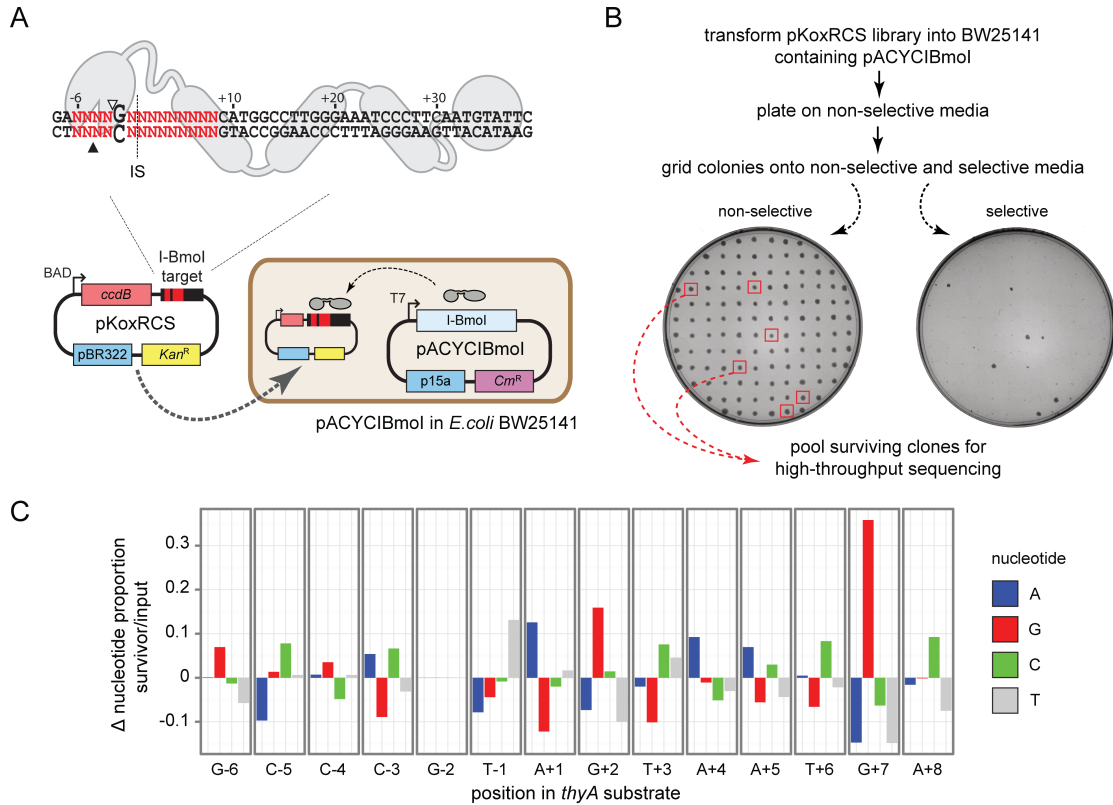 A
-6
+10
+20
+30
GANNNNGNNNNNNNNNCATGGCCTTGGGAAATCCCTTCAATGTATTC
CTNNNNCNNNNNNNNNGTACCGGAACCCTTTAGGGAAGTTACATAAG
IS
BAD
I-BmoI
target
ccdB
pKoxRCS
pBR322
KanR
T7
I-BmoI
pACYCIBmoI
p15a
CmR
pACYCIBmoI in E.coli BW25141
B
transform pKoxRCS library into BW25141
containing pACYCIBmoI
plate on non-selective media
grid colonies onto non-selective and selective media
non-selective
selective
pool surviving clones for
high-throughput sequencing
C
Δ nucleotide proportion
survivor/input
0.3
0.2
0.1
0
-0.1
G-6 C-5 C-4 C-3 G-2 T-1 A+1 G+2 T+3 A+4 A+5 T+6 G+7 A+8
position in thyA substrate
nucleotide
A
G
C
T